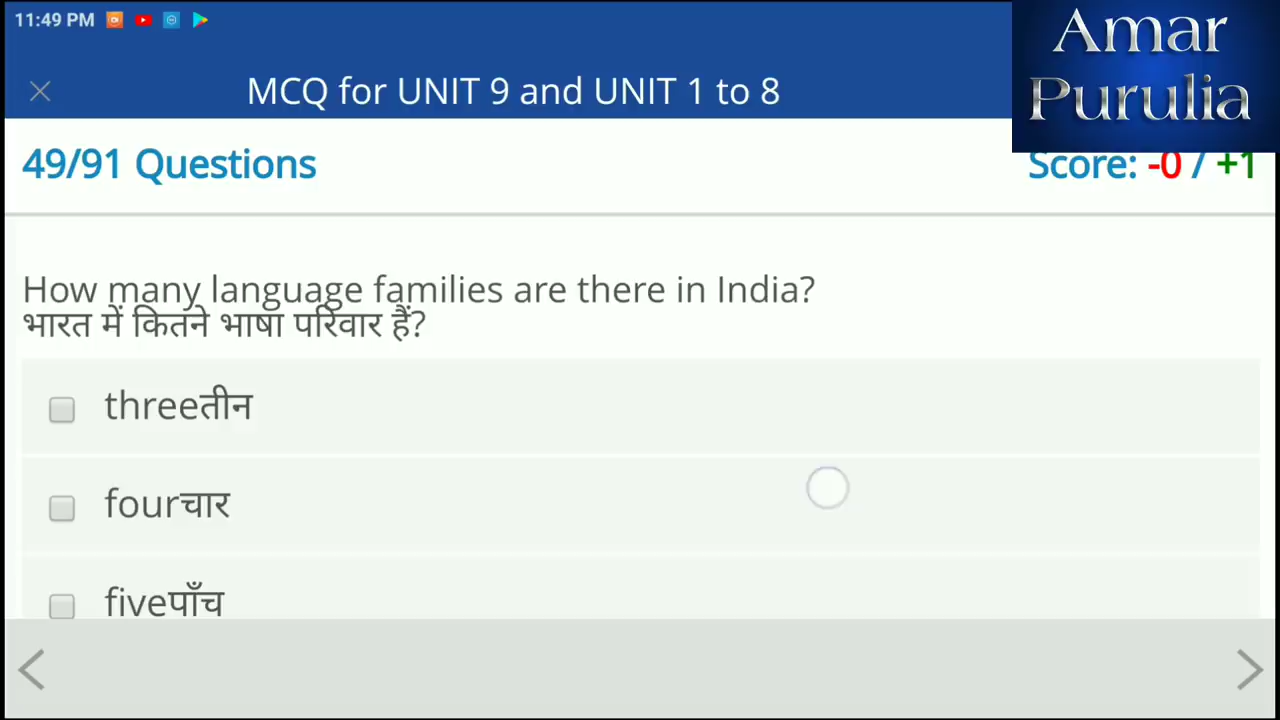 11:49 PM
Amar
Purulia
MCQ for UNIT 9 and UNIT 1 to 8
49/91 Questions
Score: -0 / +1
How many language families are there in India?
भारत में कितने भाषा परिवार हैं?
threeतीन
fourचार
fiveपाँच